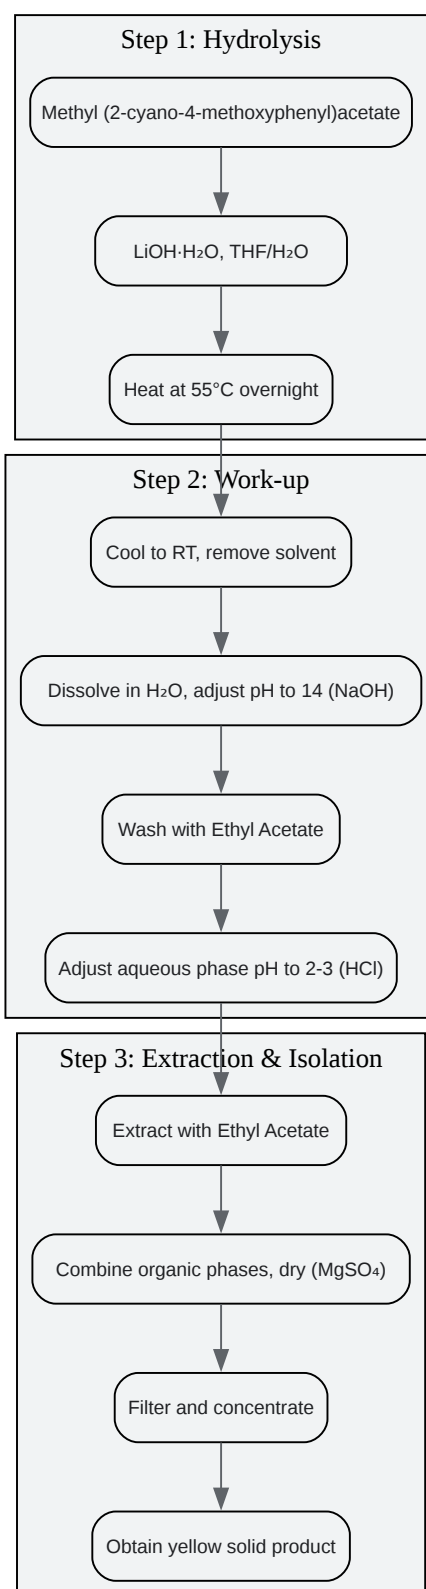 Step 1: Hydrolysis
Methyl (2-cyano-4-methoxyphenyl)acetate
LiOH·H₂O, THF/H₂O
Heat at 55°C overnight
Step 2: Work-up
Cool to RT, remove solvent
Dissolve in H₂O, adjust pH to 14 (NaOH)
Wash with Ethyl Acetate
Adjust aqueous phase pH to 2-3 (HCl)
Step 3: Extraction & Isolation
Extract with Ethyl Acetate
Combine organic phases, dry (MgSO₄)
Filter and concentrate
Obtain yellow solid product